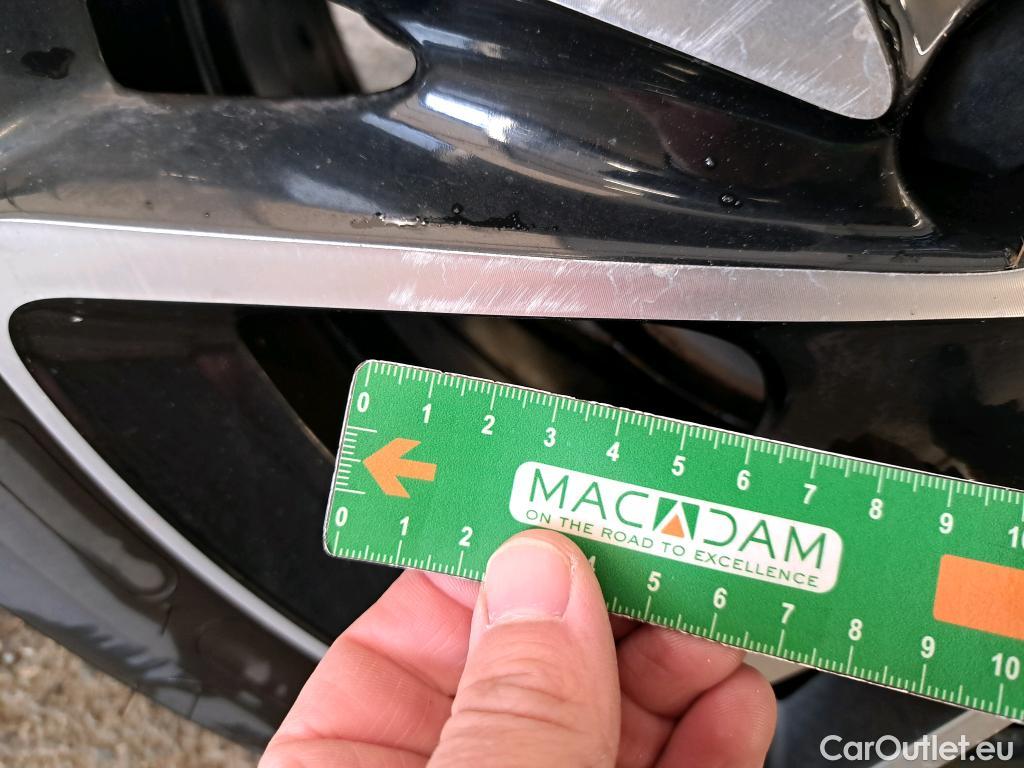 0 1 2 3 4 5 6 7 8 9 10
MACADAM
ON THE ROAD TO EXCELLENCE
0 1 2 4 5 6 7 8 9 10
CarOutlet.eu